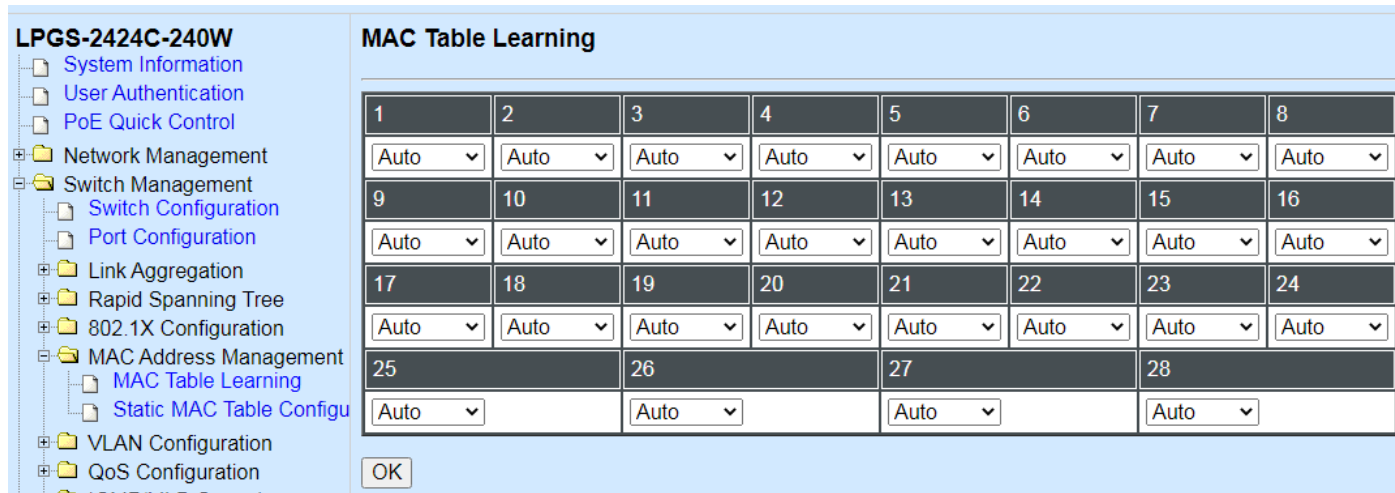 LPGS-2424C-240W
System Information
User Authentication
PoE Quick Control
Network Management
Switch Management
Switch Configuration
Port Configuration
Link Aggregation
Rapid Spanning Tree
802.1X Configuration
MAC Address Management
MAC Table Learning
Static MAC Table Configu
VLAN Configuration
QoS Configuration
MAC Table Learning
1 2 3 4 5 6 7 8
Auto Auto Auto Auto Auto Auto Auto Auto
9 10 11 12 13 14 15 16
Auto Auto Auto Auto Auto Auto Auto Auto
17 18 19 20 21 22 23 24
Auto Auto Auto Auto Auto Auto Auto Auto
25 26 27 28
Auto Auto Auto Auto
OK